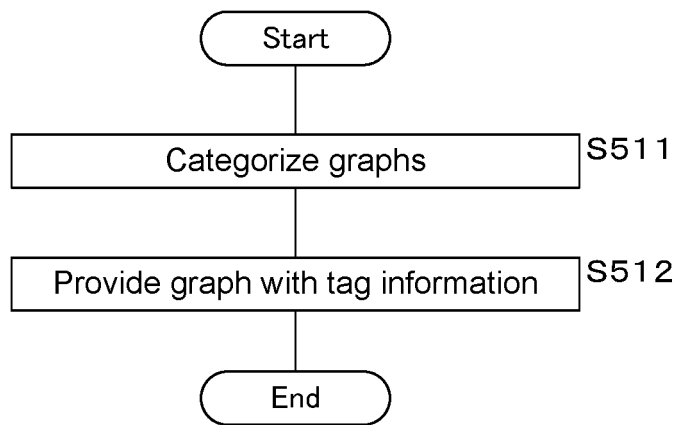 Start
Categorize graphs
S511
Provide graph with tag information
S512
End